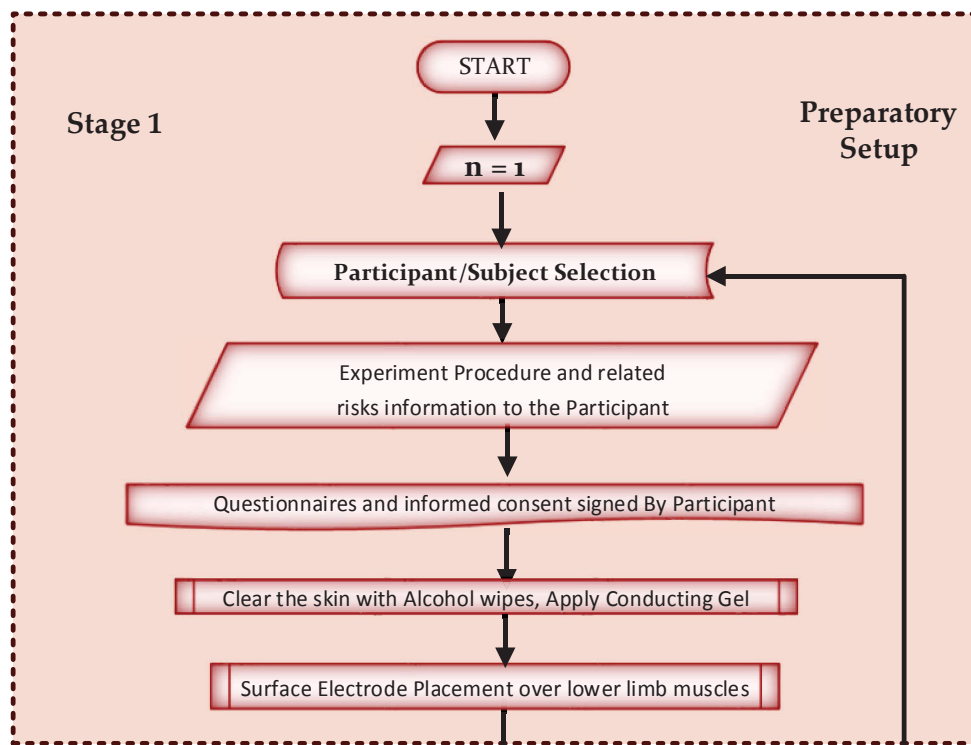 START
Stage 1
Preparatory
Setup
n = 1
Participant/Subject Selection
Experiment Procedure and related
risks information to the Participant
Questionnaires and informed consent signed By Participant
Clear the skin with Alcohol wipes, Apply Conducting Gel
Surface Electrode Placement over lower limb muscles